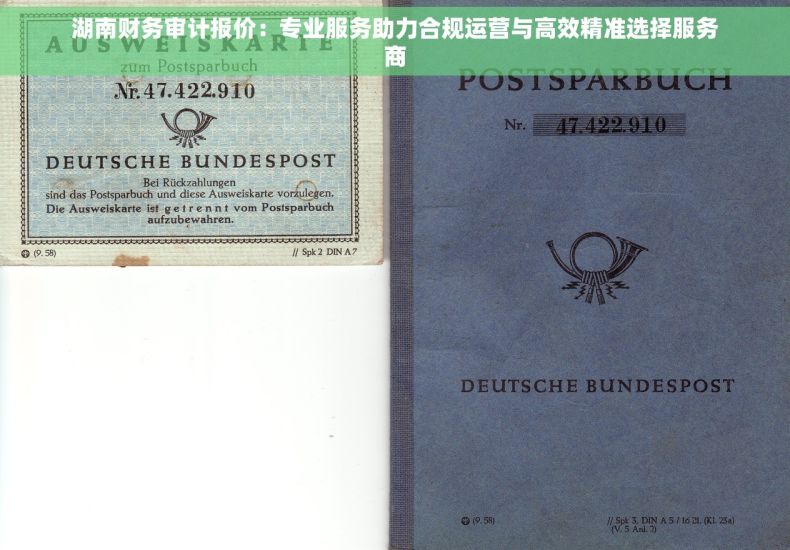 湖南财务审计报价：专业服务助力合规运营与高效精准选择服务
商
AUSWEISKARTE
zum Postsparbuch
Nr. 47.422.910
DEUTSCHE BUNDESPOST
Bei Rückzahlungen
sind das Postsparbuch und diese Ausweiskarte vorzulegen.
Die Ausweiskarte ist getrennt vom Postsparbuch
aufzubewahren.
(9. 58)
// Spk 2 DIN A 7
POSTSPARBUCH
Nr. 47.422.910
DEUTSCHE BUNDESPOST
(9. 58)
// Spk 3, DIN A 5 / 16 Bl. (Kl. 23a)
(V. 5 Anl. 2)